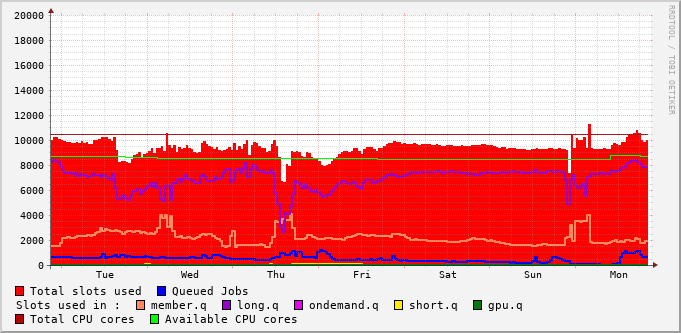 20000
18000
16000
14000
12000
10000
8000
6000
4000
2000
0
Tue Wed Thu Fri Sat Sun Mon
RRDTOOL / TOBI OETIKER
Total slots used Queued Jobs
Slots used in : member.q long.q ondemand.q short.q gpu.q
Total CPU cores Available CPU cores